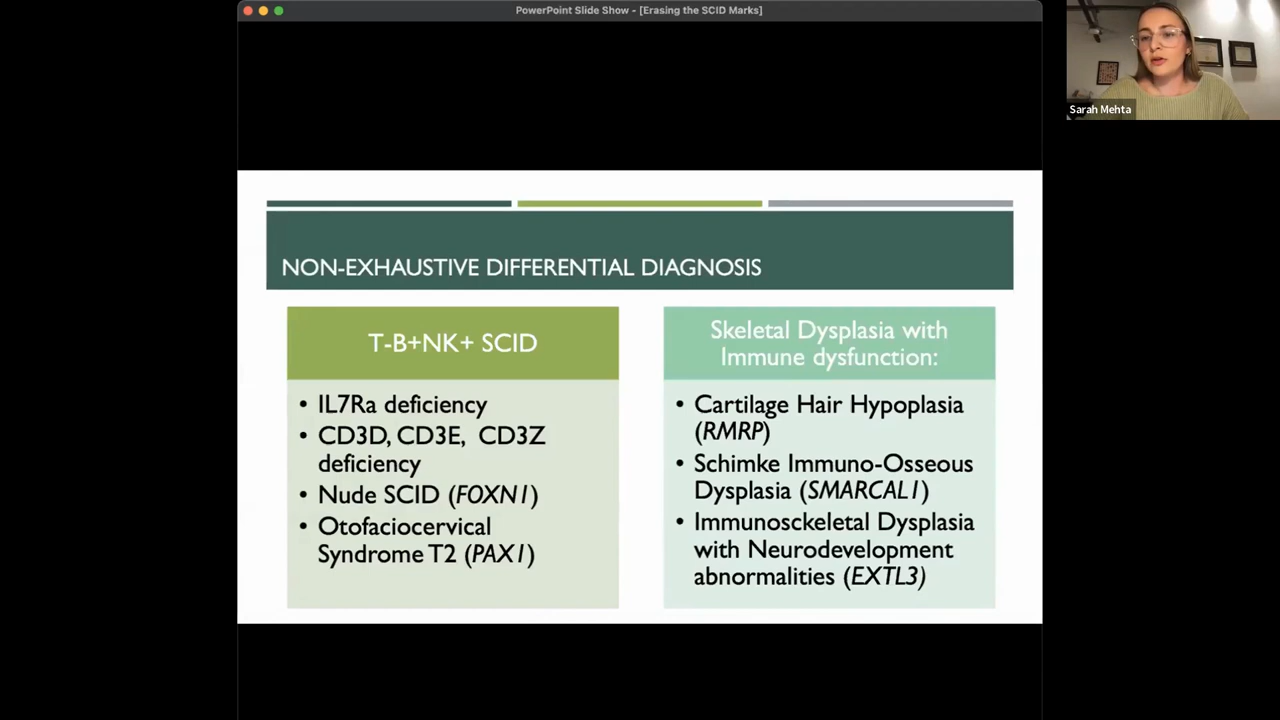 PowerPoint Slide Show - [Erasing the SCID Marks]
Sarah Mehta
NON-EXHAUSTIVE DIFFERENTIAL DIAGNOSIS
T-B+NK+ SCID
• IL7Ra deficiency
• CD3D, CD3E, CD3Z
deficiency
• Nude SCID (FOXN1)
• Otofaciocervical
Syndrome T2 (PAX1)
Skeletal Dysplasia with
Immune dysfunction:
• Cartilage Hair Hypoplasia
(RMRP)
• Schimke Immuno-Osseous
Dysplasia (SMARCAL1)
• Immunosckeletal Dysplasia
with Neurodevelopment
abnormalities (EXTL3)